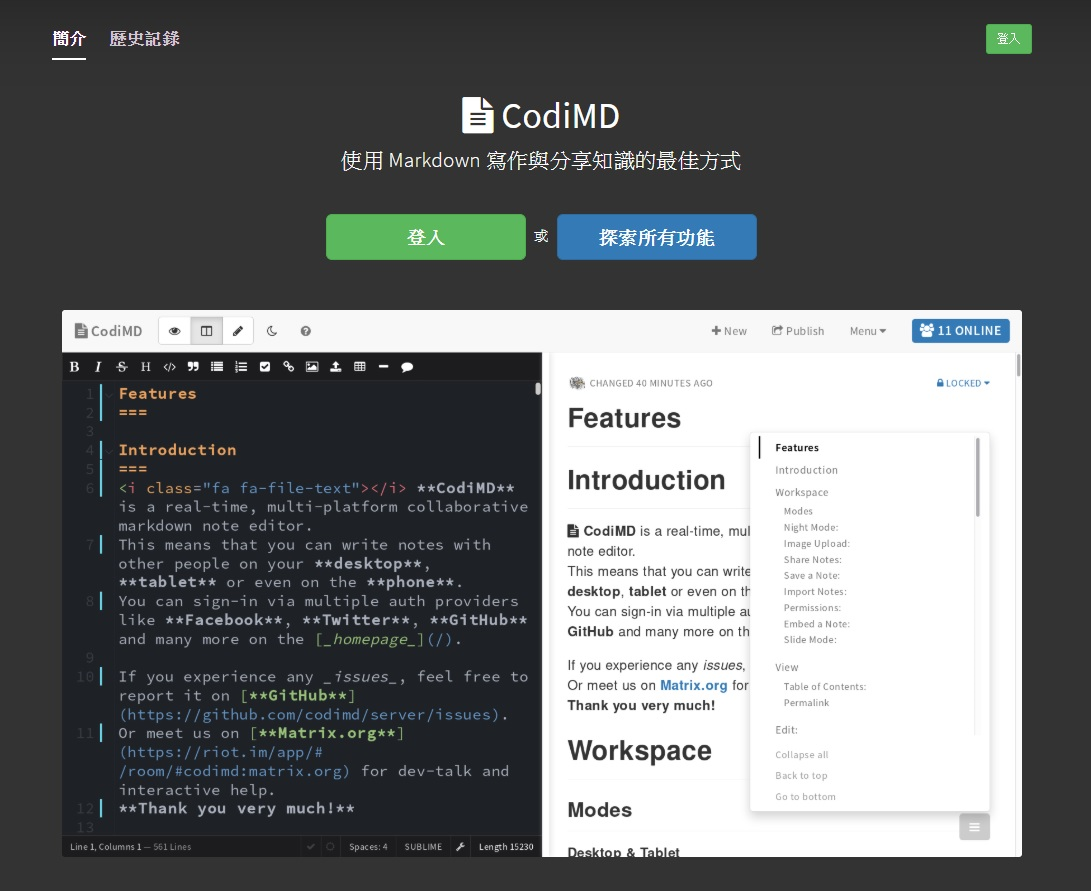 簡介 歷史記錄 登入
CodiMD
使用 Markdown 寫作與分享知識的最佳方式
登入 或 探索所有功能
CodiMD + New Publish Menu 11 ONLINE
B I S H </>
1 Features
2 ===
3
4 Introduction
5 ===
6 <i class="fa fa-file-text"></i> **CodiMD**
is a real-time, multi-platform collaborative
markdown note editor.
7 This means that you can write notes with
other people on your **desktop**,
**tablet** or even on the **phone**.
8 You can sign-in via multiple auth providers
like **Facebook**, **Twitter**, **GitHub**
and many more on the [_homepage_](/).
9
10 If you experience any _issues_, feel free to
report it on [**GitHub**]
(https://github.com/codimd/server/issues).
11 Or meet us on [**Matrix.org**]
(https://riot.im/app/#
/room/#codimd:matrix.org) for dev-talk and
interactive help.
12 **Thank you very much!**
13
Line 1, Columns 1 — 561 Lines Spaces: 4 SUBLIME Length 15230
CHANGED 40 MINUTES AGO LOCKED
Features
Introduction
CodiMD is a real-time, mul
note editor.
This means that you can write
desktop, tablet or even on th
You can sign-in via multiple au
GitHub and many more on th
If you experience any issues,
Or meet us on Matrix.org for
Thank you very much!
Workspace
Modes
Desktop & Tablet
Features
Introduction
Workspace
Modes
Night Mode:
Image Upload:
Share Notes:
Save a Note:
Import Notes:
Permissions:
Embed a Note:
Slide Mode:
View
Table of Contents:
Permalink
Edit:
Collapse all
Back to top
Go to bottom